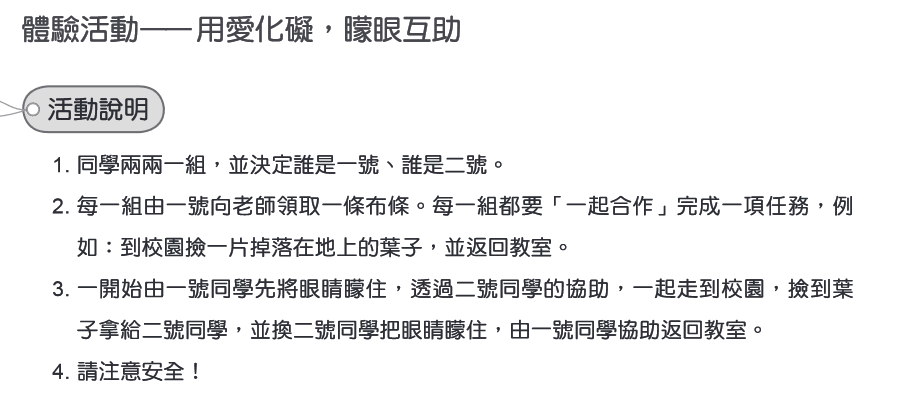 體驗活動——用愛化礙，矇眼互助
活動說明
1. 同學兩兩一組，並決定誰是一號、誰是二號。
2. 每一組由一號向老師領取一條布條。每一組都要「一起合作」完成一項任務，例
如：到校園撿一片掉落在地上的葉子，並返回教室。
3. 一開始由一號同學先將眼睛矇住，透過二號同學的協助，一起走到校園，撿到葉
子拿給二號同學，並換二號同學把眼睛矇住，由一號同學協助返回教室。
4. 請注意安全！